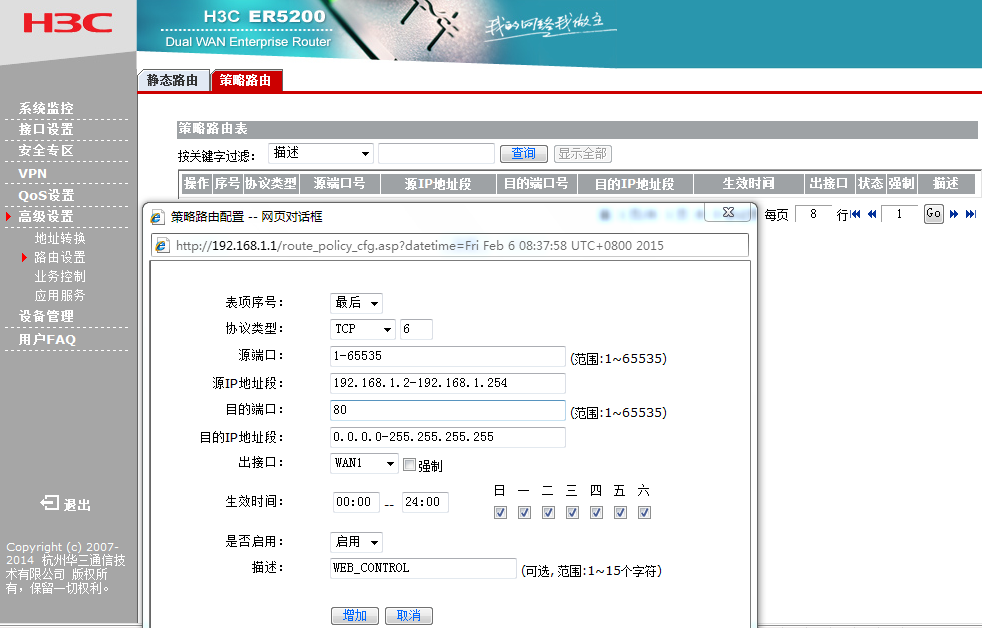 H3C
H3C ER5200
Dual WAN Enterprise Router
我的网络我做主
静态路由 策略路由
系统监控
接口设置
安全专区
VPN
QoS设置
高级设置
地址转换
路由设置
业务控制
应用服务
设备管理
用户FAQ
退出
Copyright (c) 2007-
2014 杭州华三通信技
术有限公司 版权所
有，保留一切权利。
策略路由表
按关键字过滤： 描述 查询 显示全部
操作 序号 协议类型 源端口号 源IP地址段 目的端口号 目的IP地址段 生效时间 出接口 状态 强制 描述
每页 8 行 1 Go
策略路由配置 -- 网页对话框
http://192.168.1.1/route_policy_cfg.asp?datetime=Fri Feb 6 08:37:58 UTC+0800 2015
表项序号： 最后
协议类型： TCP 6
源端口： 1-65535 (范围:1~65535)
源IP地址段： 192.168.1.2-192.168.1.254
目的端口： 80 (范围:1~65535)
目的IP地址段： 0.0.0.0-255.255.255.255
出接口： WAN1 强制
日 一 二 三 四 五 六
生效时间： 00:00 -- 24:00
是否启用： 启用
描述： WEB_CONTROL (可选,范围:1~15个字符)
增加 取消